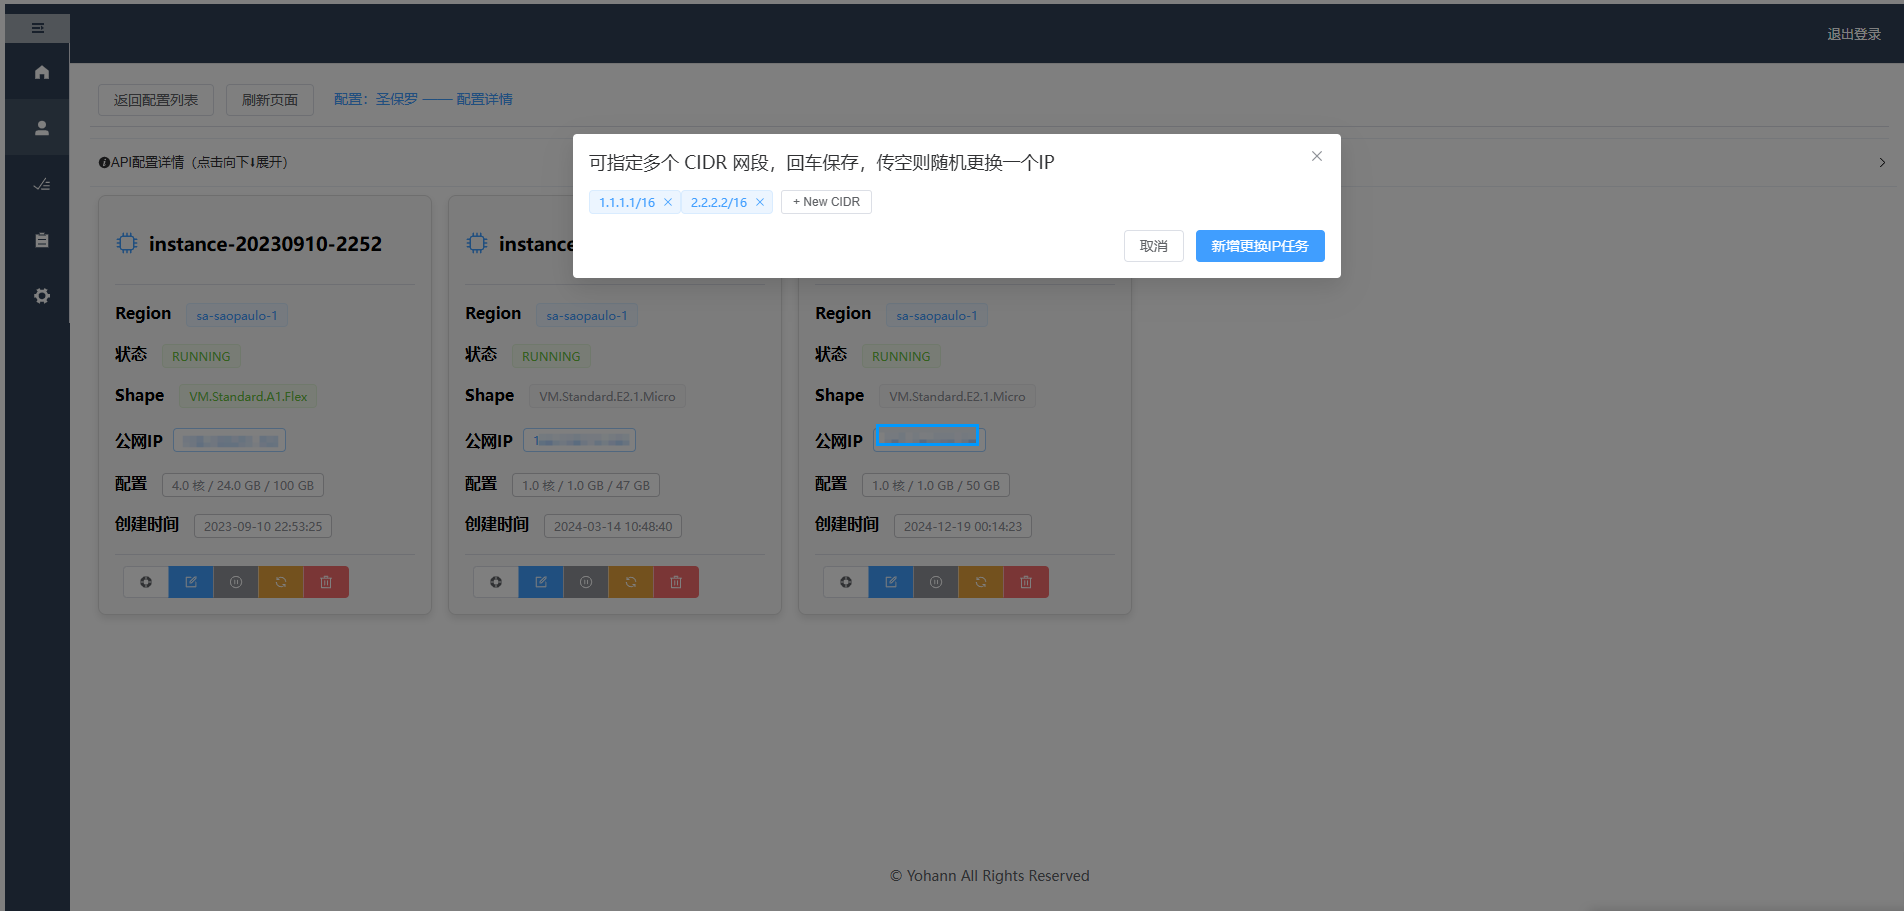 退出登录
返回配置列表 刷新页面 配置：圣保罗 —— 配置详情
API配置详情（点击向下⬇展开）
可指定多个 CIDR 网段，回车保存，传空则随机更换一个IP
1.1.1.1/16 2.2.2.2/16 + New CIDR
取消 新增更换IP任务
instance-20230910-2252
Region sa-saopaulo-1
状态 RUNNING
Shape VM.Standard.A1.Flex
公网IP
配置 4.0 核 / 24.0 GB / 100 GB
创建时间 2023-09-10 22:53:25
instance
Region sa-saopaulo-1
状态 RUNNING
Shape VM.Standard.E2.1.Micro
公网IP
配置 1.0 核 / 1.0 GB / 47 GB
创建时间 2024-03-14 10:48:40
Region sa-saopaulo-1
状态 RUNNING
Shape VM.Standard.E2.1.Micro
公网IP
配置 1.0 核 / 1.0 GB / 50 GB
创建时间 2024-12-19 00:14:23
© Yohann All Rights Reserved